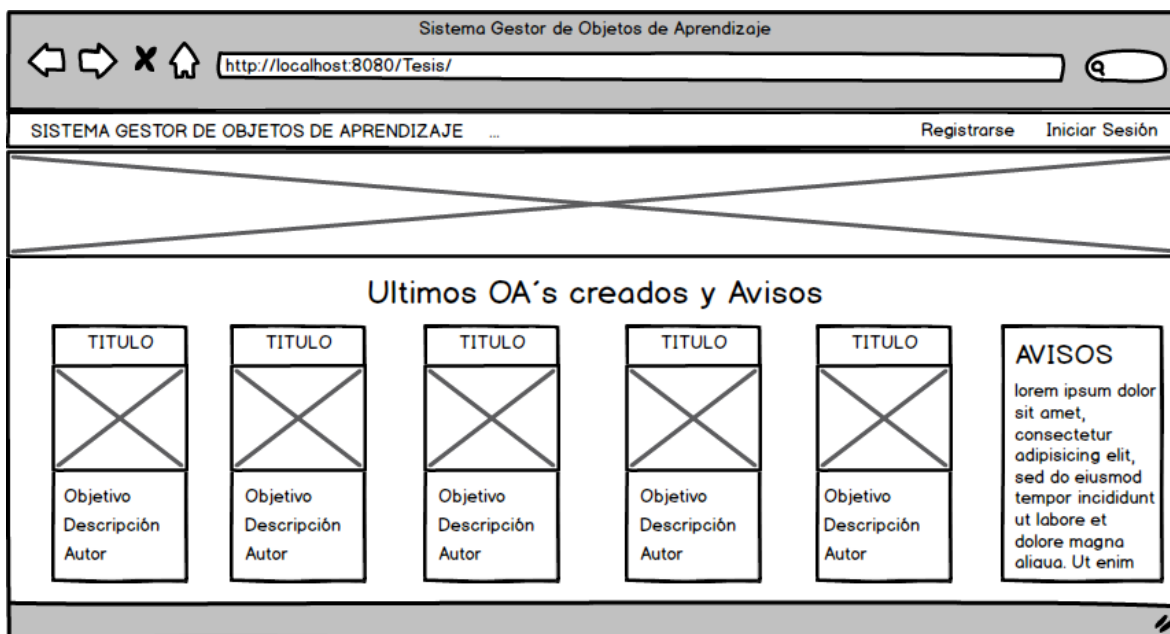 Sistema Gestor de Objetos de Aprendizaje
http://localhost:8080/Tesis/
SISTEMA GESTOR DE OBJETOS DE APRENDIZAJE ... Registrarse Iniciar Sesión
Ultimos OA´s creados y Avisos
TITULO
Objetivo
Descripción
Autor
TITULO
Objetivo
Descripción
Autor
TITULO
Objetivo
Descripción
Autor
TITULO
Objetivo
Descripción
Autor
TITULO
Objetivo
Descripción
Autor
AVISOS
lorem ipsum dolor
sit amet,
consectetur
adipisicing elit,
sed do eiusmod
tempor incididunt
ut labore et
dolore magna
aliqua. Ut enim